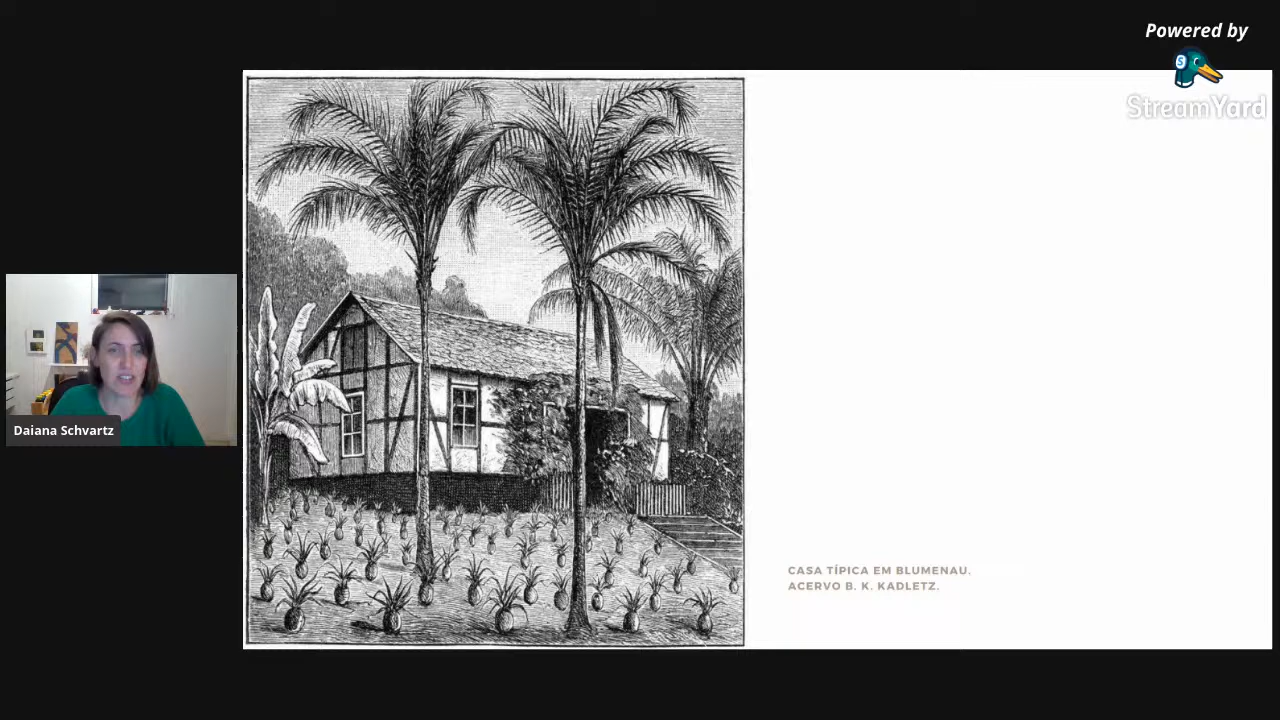 Powered by
StreamYard
Daiana Schvartz
CASA TÍPICA EM BLUMENAU.
ACERVO B. K. KADLETZ.